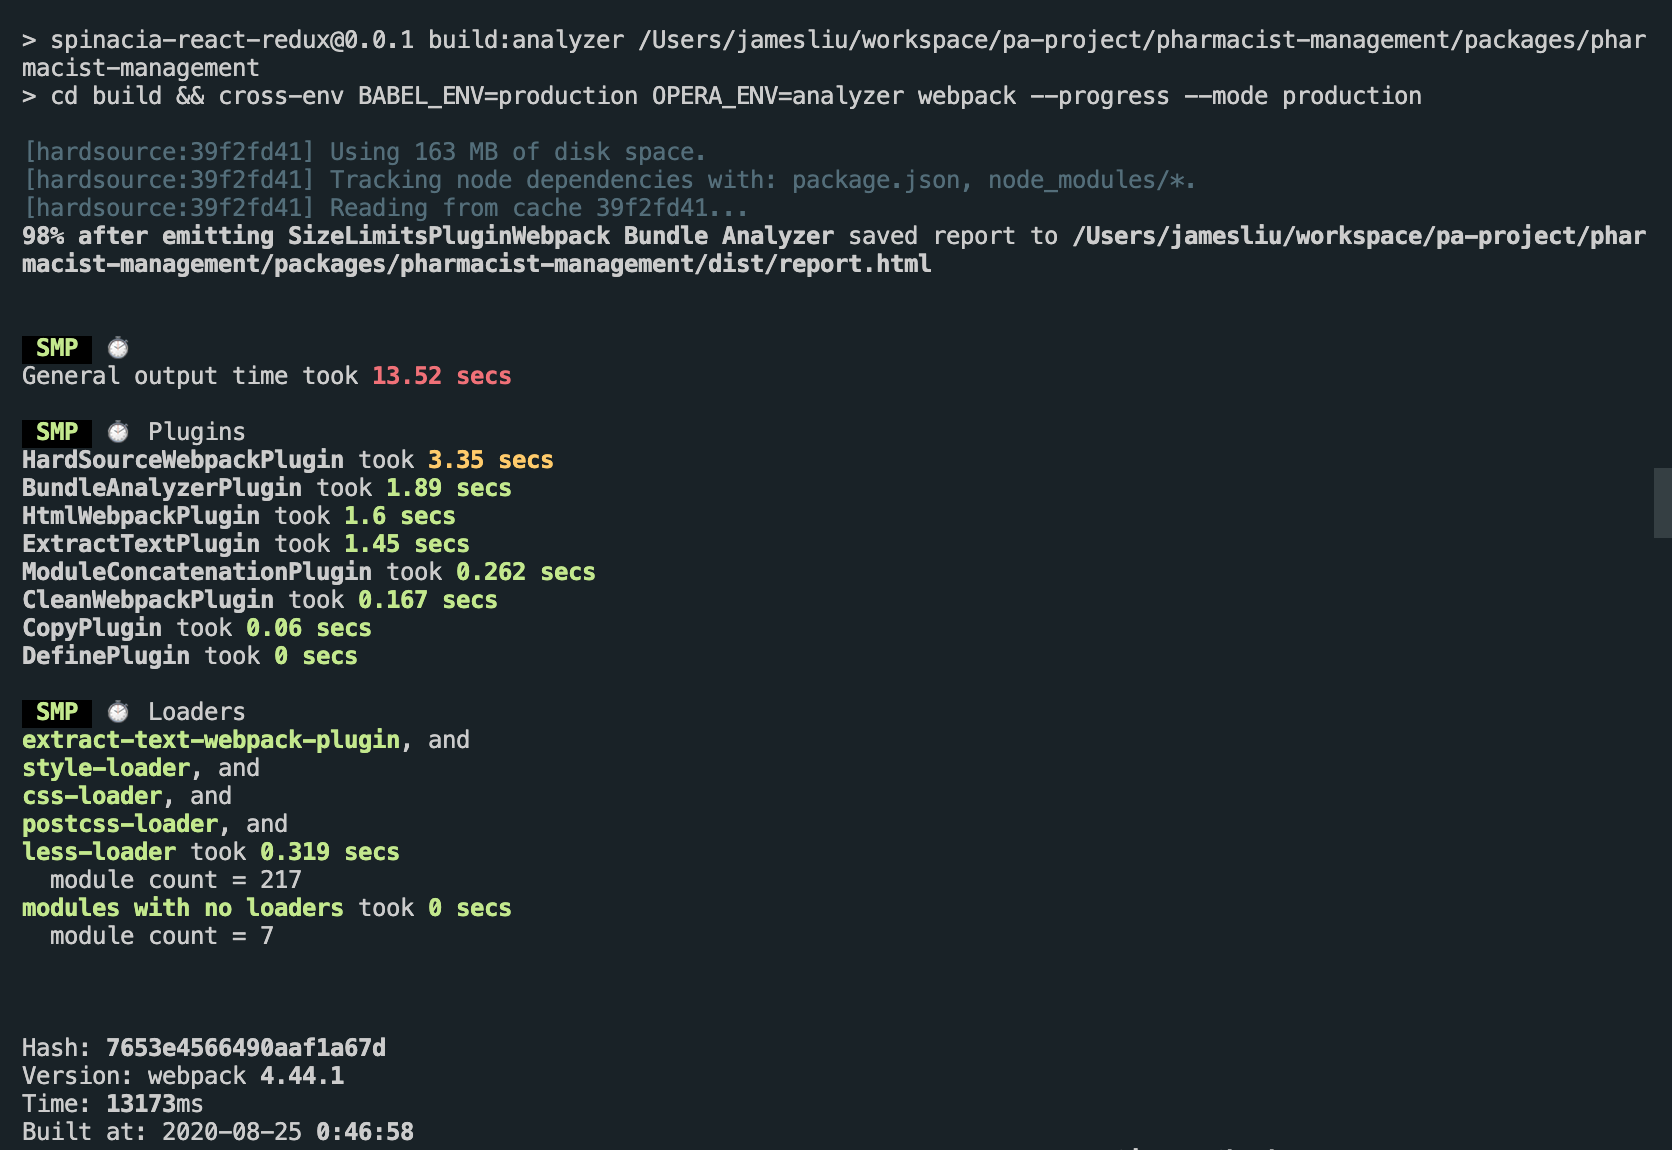 > spinacia-react-redux@0.0.1 build:analyzer /Users/jamesliu/workspace/pa-project/pharmacist-management/packages/phar
macist-management
> cd build && cross-env BABEL_ENV=production OPERA_ENV=analyzer webpack --progress --mode production
[hardsource:39f2fd41] Using 163 MB of disk space.
[hardsource:39f2fd41] Tracking node dependencies with: package.json, node_modules/*.
[hardsource:39f2fd41] Reading from cache 39f2fd41...
98% after emitting SizeLimitsPluginWebpack Bundle Analyzer saved report to /Users/jamesliu/workspace/pa-project/phar
macist-management/packages/pharmacist-management/dist/report.html
SMP ⏱
General output time took 13.52 secs
SMP ⏱ Plugins
HardSourceWebpackPlugin took 3.35 secs
BundleAnalyzerPlugin took 1.89 secs
HtmlWebpackPlugin took 1.6 secs
ExtractTextPlugin took 1.45 secs
ModuleConcatenationPlugin took 0.262 secs
CleanWebpackPlugin took 0.167 secs
CopyPlugin took 0.06 secs
DefinePlugin took 0 secs
SMP ⏱ Loaders
extract-text-webpack-plugin, and
style-loader, and
css-loader, and
postcss-loader, and
less-loader took 0.319 secs
module count = 217
modules with no loaders took 0 secs
module count = 7
Hash: 7653e4566490aaf1a67d
Version: webpack 4.44.1
Time: 13173ms
Built at: 2020-08-25 0:46:58